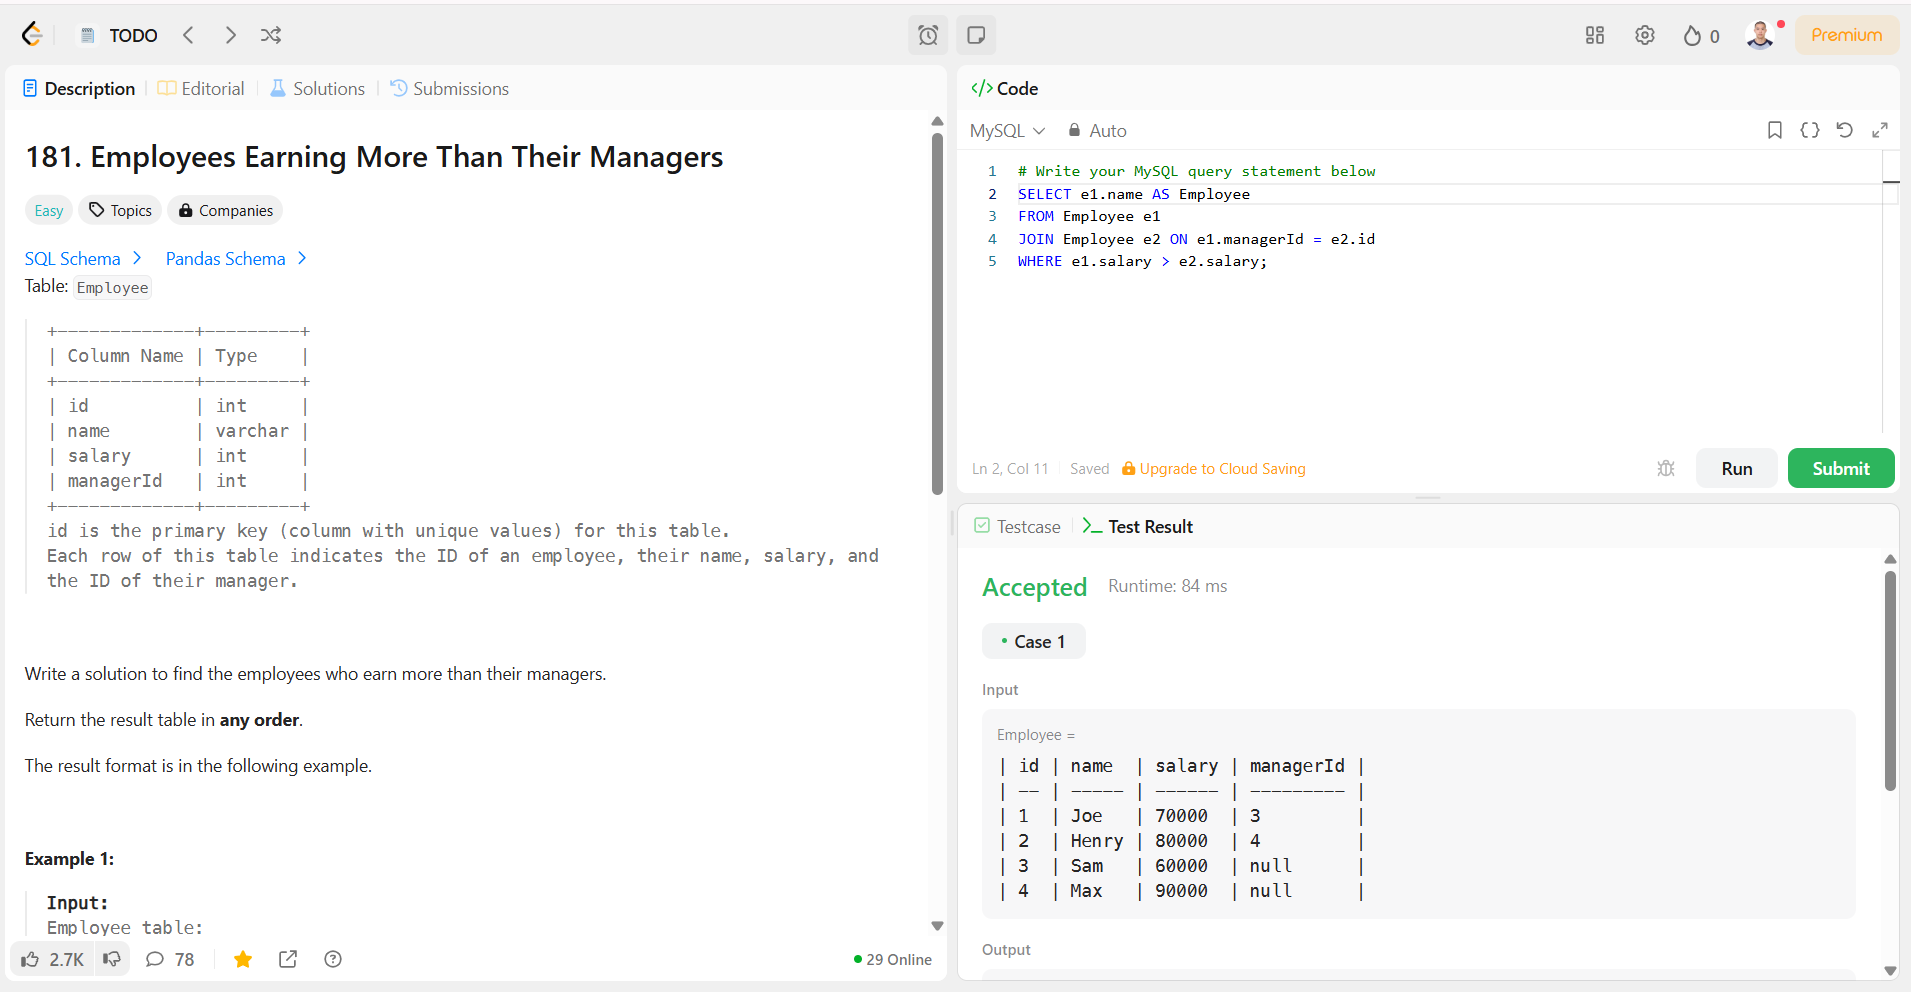 TODO
0
Premium
Description
Editorial
Solutions
Submissions
181. Employees Earning More Than Their Managers
Easy
Topics
Companies
SQL Schema
Pandas Schema
Table: Employee
+-------------+---------+
| Column Name | Type    |
+-------------+---------+
| id          | int     |
| name        | varchar |
| salary      | int     |
| managerId   | int     |
+-------------+---------+
id is the primary key (column with unique values) for this table.
Each row of this table indicates the ID of an employee, their name, salary, and
the ID of their manager.
Write a solution to find the employees who earn more than their managers.
Return the result table in any order.
The result format is in the following example.
Example 1:
Input:
Employee table:
2.7K
78
29 Online
</> Code
MySQL
Auto
1 # Write your MySQL query statement below
2 SELECT e1.name AS Employee
3 FROM Employee e1
4 JOIN Employee e2 ON e1.managerId = e2.id
5 WHERE e1.salary > e2.salary;
Ln 2, Col 11
Saved
Upgrade to Cloud Saving
Run
Submit
Testcase
Test Result
Accepted
Runtime: 84 ms
Case 1
Input
Employee =
| id | name  | salary | managerId |
| -- | ----- | ------ | --------- |
| 1  | Joe   | 70000  | 3         |
| 2  | Henry | 80000  | 4         |
| 3  | Sam   | 60000  | null      |
| 4  | Max   | 90000  | null      |
Output